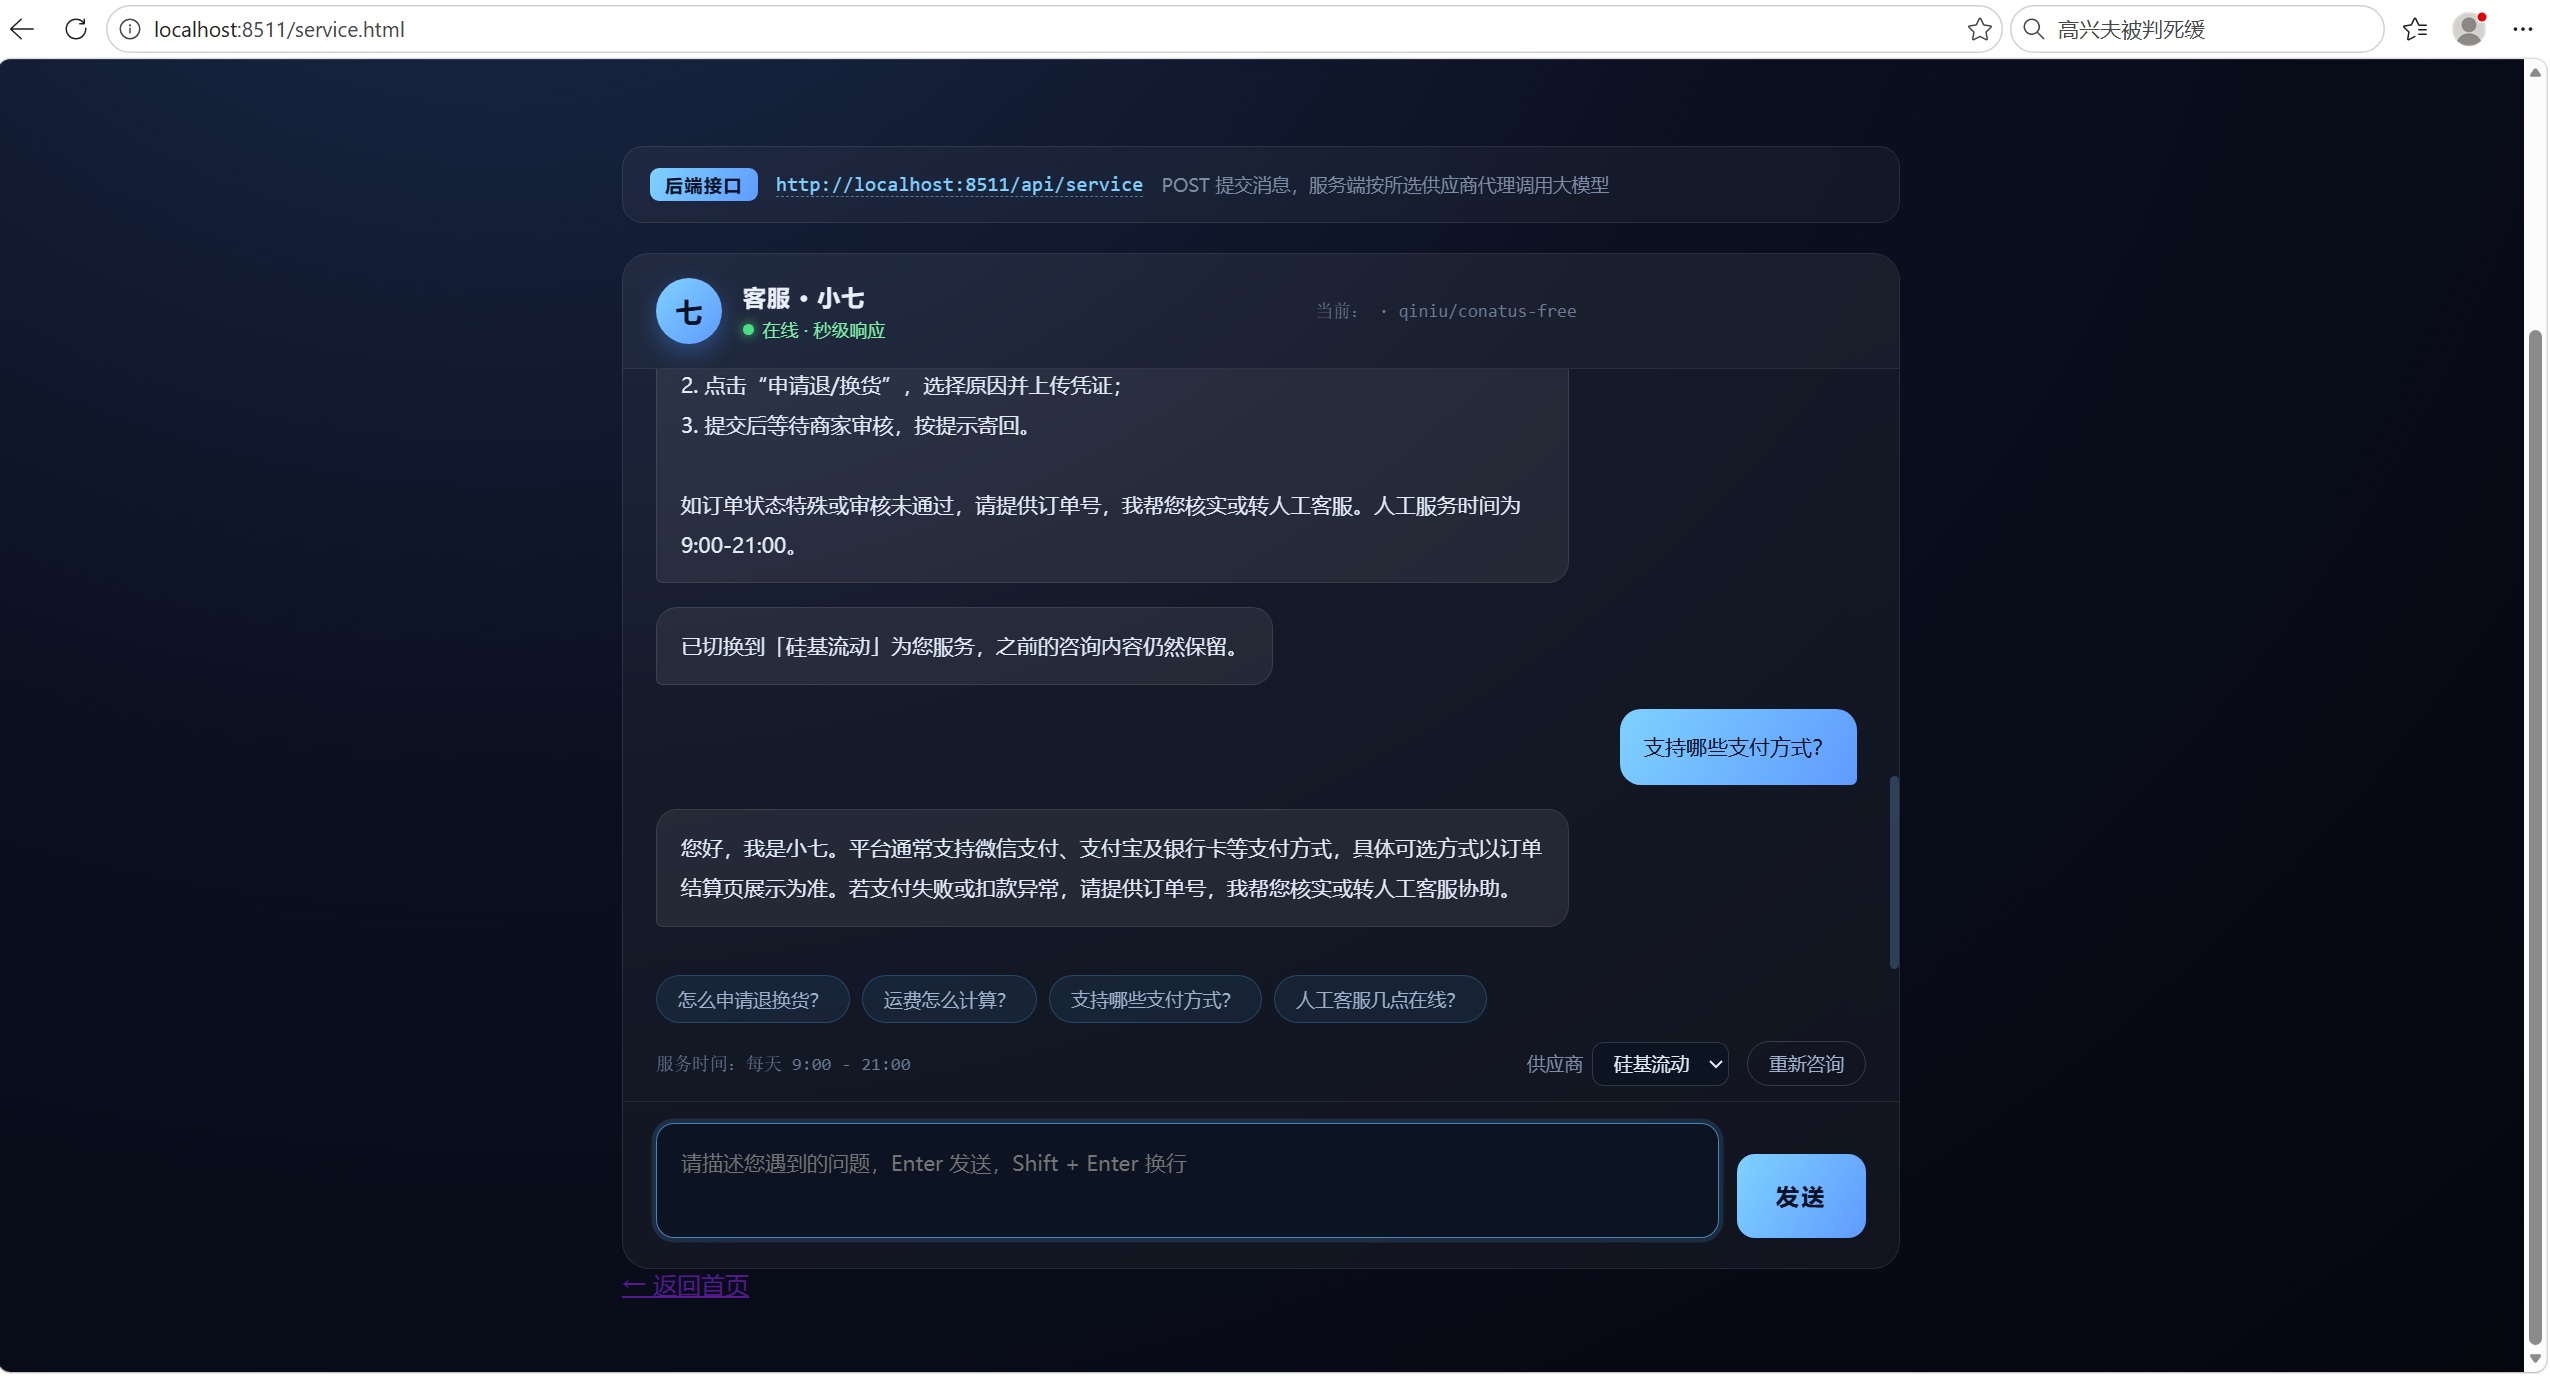 localhost:8511/service.html
高兴夫被判死缓
后端接口 http://localhost:8511/api/service POST 提交消息，服务端按所选供应商代理调用大模型
七
客服 · 小七
在线 · 秒级响应
当前： · qiniu/conatus-free
2. 点击“申请退/换货”，选择原因并上传凭证；
3. 提交后等待商家审核，按提示寄回。
如订单状态特殊或审核未通过，请提供订单号，我帮您核实或转人工客服。人工服务时间为
9:00-21:00。
已切换到「硅基流动」为您服务，之前的咨询内容仍然保留。
支持哪些支付方式？
您好，我是小七。平台通常支持微信支付、支付宝及银行卡等支付方式，具体可选方式以订单
结算页展示为准。若支付失败或扣款异常，请提供订单号，我帮您核实或转人工客服协助。
怎么申请退换货？ 运费怎么计算？ 支持哪些支付方式？ 人工客服几点在线？
服务时间：每天 9:00 - 21:00 供应商 硅基流动 重新咨询
请描述您遇到的问题，Enter 发送，Shift + Enter 换行
发送
← 返回首页